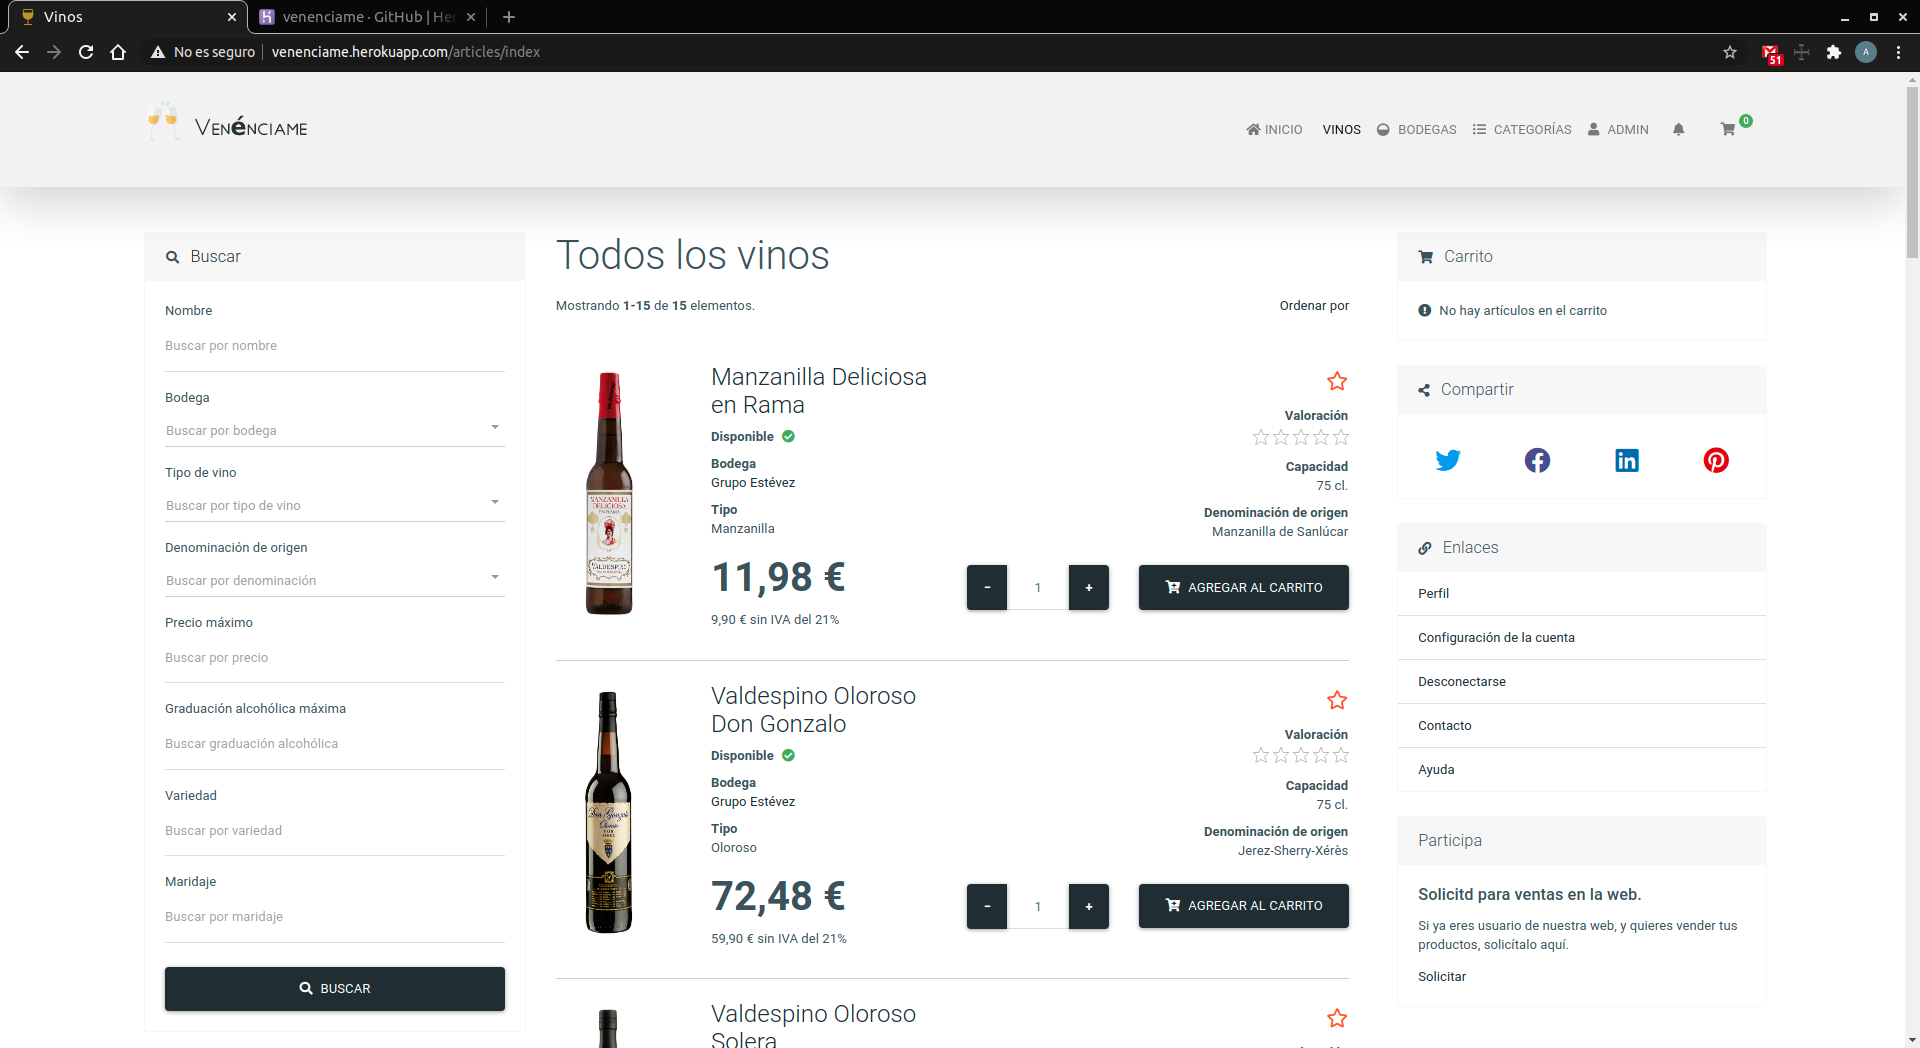 Vinos
venenciame · GitHub | Her
No es seguro
venenciame.herokuapp.com/articles/index
51
A
Venénciame
INICIO
VINOS
BODEGAS
CATEGORÍAS
ADMIN
0
Buscar
Nombre
Buscar por nombre
Bodega
Buscar por bodega
Tipo de vino
Buscar por tipo de vino
Denominación de origen
Buscar por denominación
Precio máximo
Buscar por precio
Graduación alcohólica máxima
Buscar graduación alcohólica
Variedad
Buscar por variedad
Maridaje
Buscar por maridaje
BUSCAR
Todos los vinos
Mostrando 1-15 de 15 elementos.
Ordenar por
MANZANILLA
DELICIOSA
EN RAMA
VALDESPINO
Manzanilla Deliciosa
en Rama
Disponible
Bodega
Grupo Estévez
Tipo
Manzanilla
11,98 €
9,90 € sin IVA del 21%
Valoración
Capacidad
75 cl.
Denominación de origen
Manzanilla de Sanlúcar
-
1
+
AGREGAR AL CARRITO
Don Gonzalo
Oloroso
Valdespino Oloroso
Don Gonzalo
Disponible
Bodega
Grupo Estévez
Tipo
Oloroso
72,48 €
59,90 € sin IVA del 21%
Valoración
Capacidad
75 cl.
Denominación de origen
Jerez-Sherry-Xérès
-
1
+
AGREGAR AL CARRITO
Valdespino Oloroso
Solera
Carrito
No hay artículos en el carrito
Compartir
Enlaces
Perfil
Configuración de la cuenta
Desconectarse
Contacto
Ayuda
Participa
Solicitd para ventas en la web.
Si ya eres usuario de nuestra web, y quieres vender tus
productos, solicítalo aquí.
Solicitar